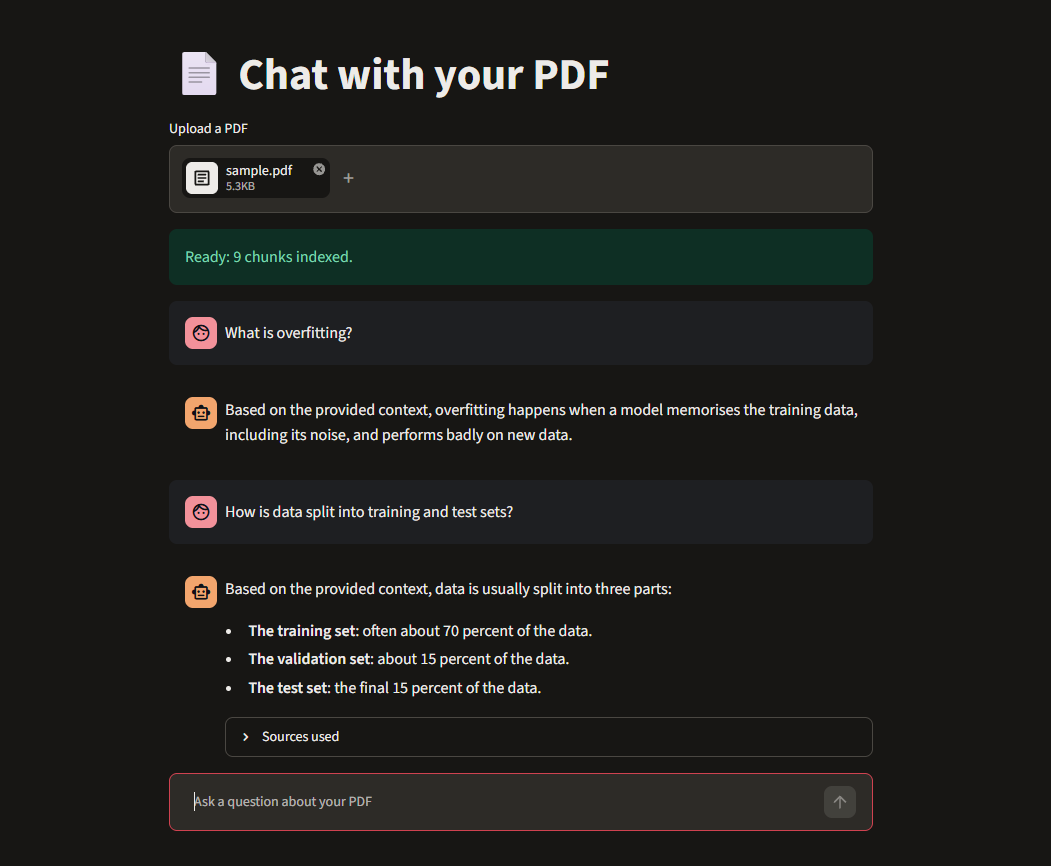 Chat with your PDF
Upload a PDF
sample.pdf
5.3KB
Ready: 9 chunks indexed.
What is overfitting?
Based on the provided context, overfitting happens when a model memorises the training data,
including its noise, and performs badly on new data.
How is data split into training and test sets?
Based on the provided context, data is usually split into three parts:
• The training set: often about 70 percent of the data.
• The validation set: about 15 percent of the data.
• The test set: the final 15 percent of the data.
Sources used
Ask a question about your PDF